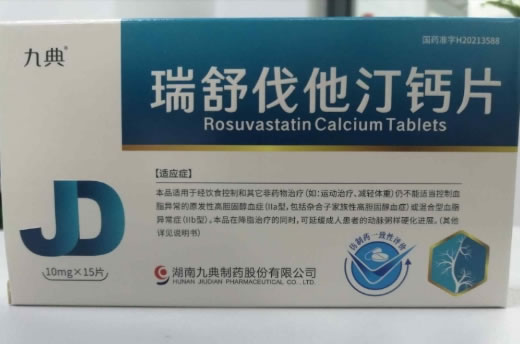 九典®
国药准字H20213588
瑞舒伐他汀钙片
Rosuvastatin Calcium Tablets
【适应症】
本品适用于经饮食控制和其它非药物治疗(如:运动治疗、减轻体重)仍不能适当控制血
脂异常的原发性高胆固醇血症(IIa型,包括杂合子家族性高胆固醇血症)或混合型血脂
异常症(IIb型)。本品在降脂治疗的同时,可延缓成人患者的动脉粥样硬化进展。(其他
详见说明书)
JD
10mg×15片
湖南九典制药股份有限公司
HUNAN JIUDIAN PHARMACEUTICAL CO., LTD
仿制药一致性评价